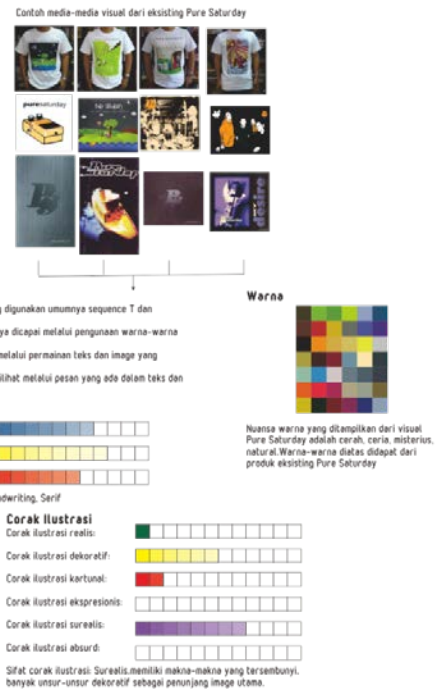 Contoh media-media visual dari eksisting Pure Saturday
puresaturday
Pure
Saturday
desire
g digunakan umumnya sequence T dan
ya dicapai melalui pengunaan warna-warna
melalui permainan teks dan image yang
ilihat melalui pesan yang ada dalam teks dan
Warna
Nuansa warna yang ditampilkan dari visual
Pure Saturday adalah cerah, ceria, misterius,
natural.Warna-warna diatas didapat dari
produk eksisting Pure Saturday
ndwriting, Serif
Corak Ilustrasi
Corak ilustrasi realis:
Corak ilustrasi dekoratif:
Corak ilustrasi kartunal:
Corak ilustrasi ekspresionis:
Corak ilustrasi surealis:
Corak ilustrasi absurd:
Sifat corak ilustrasi: Surealis,memiliki makna-makna yang tersembunyi,
banyak unsur-unsur dekoratif sebagai penunjang image utama.